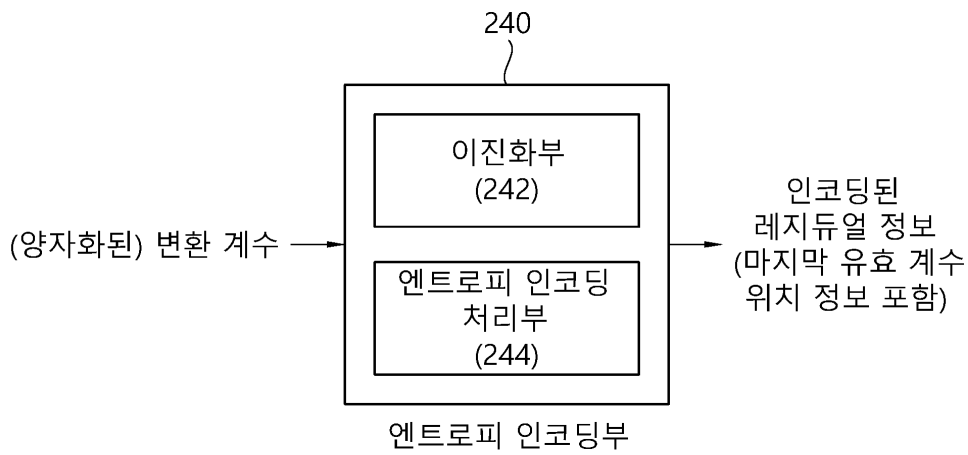 240
이진화부
(242)
(양자화된) 변환 계수
엔트로피 인코딩
처리부
(244)
인코딩된
레지듀얼 정보
(마지막 유효 계수
위치 정보 포함)
엔트로피 인코딩부